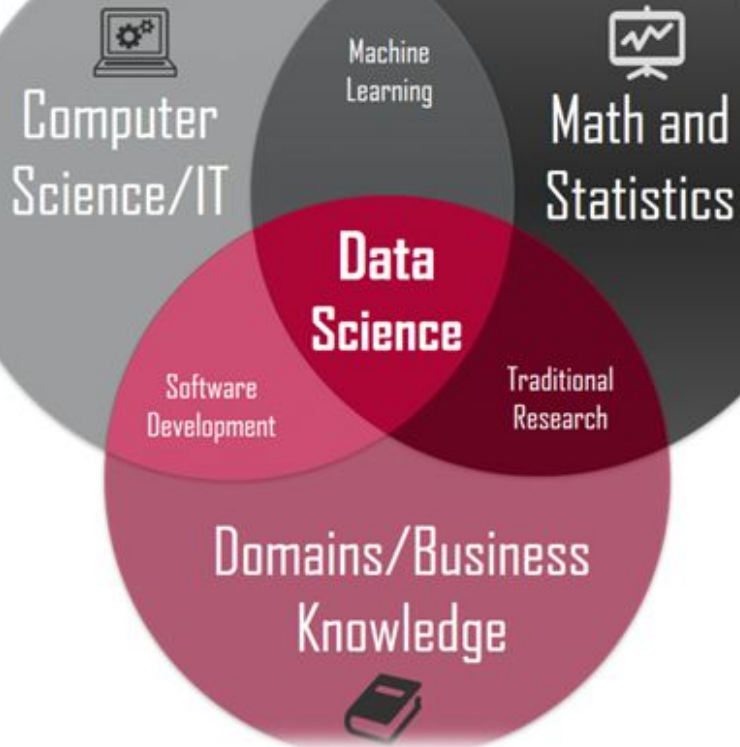 Machine
Learning
Computer
Science/IT
Math and
Statistics
Data
Science
Software
Development
Traditional
Research
Domains/Business
Knowledge